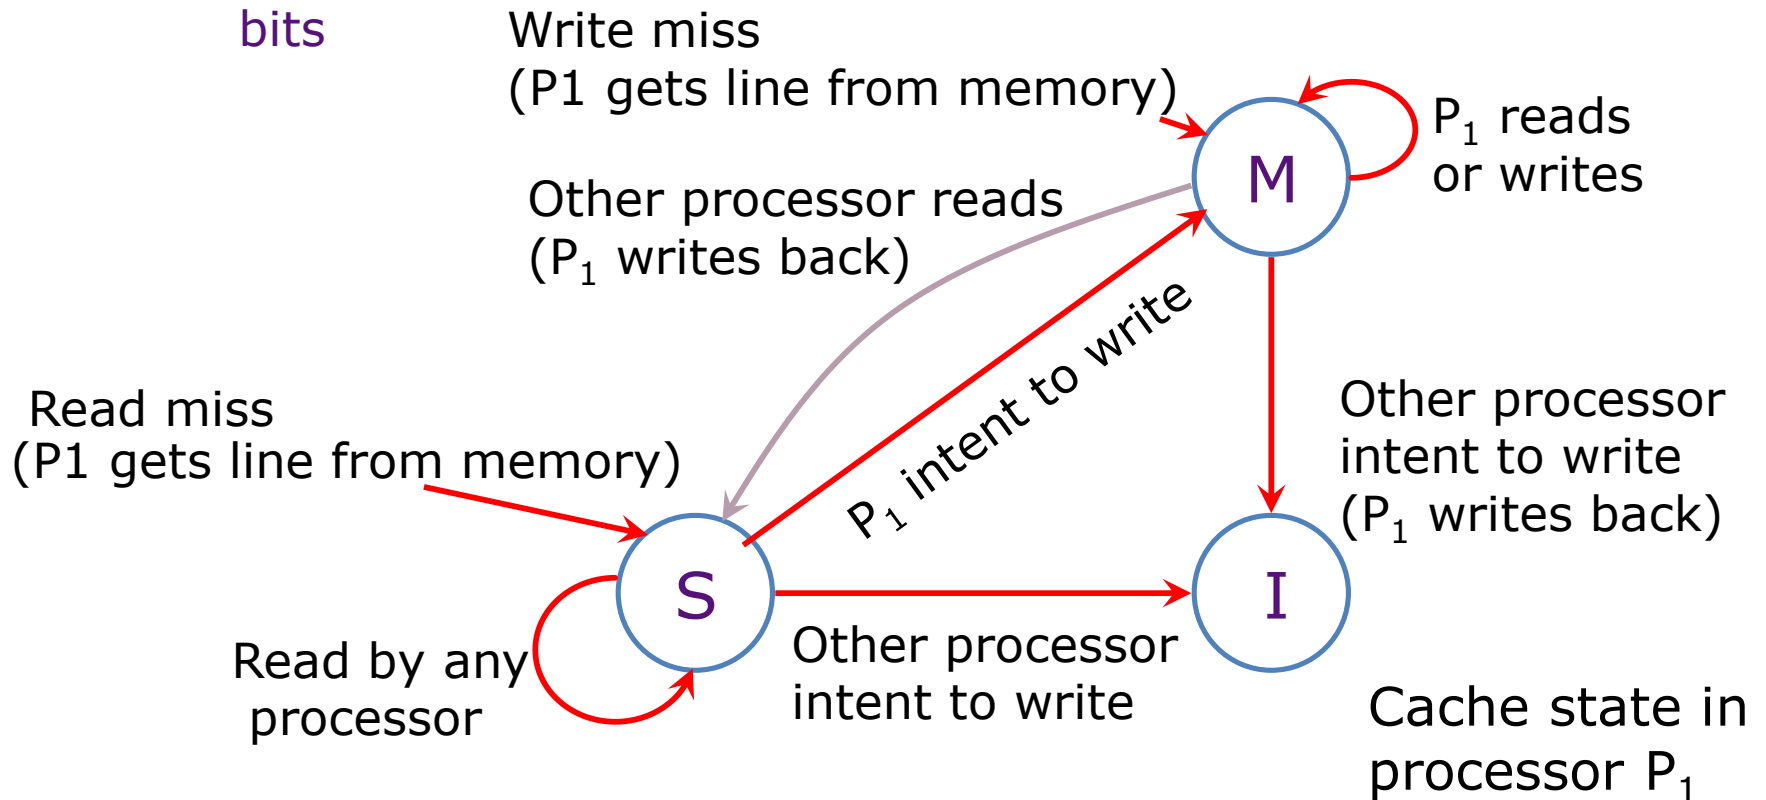 bits
Write miss
(P1 gets line from memory)
P₁ reads
or writes
M
Other processor reads
(P₁ writes back)
P₁ intent to write
Read miss
(P1 gets line from memory)
Other processor
intent to write
(P₁ writes back)
S
I
Read by any
processor
Other processor
intent to write
Cache state in
processor P₁